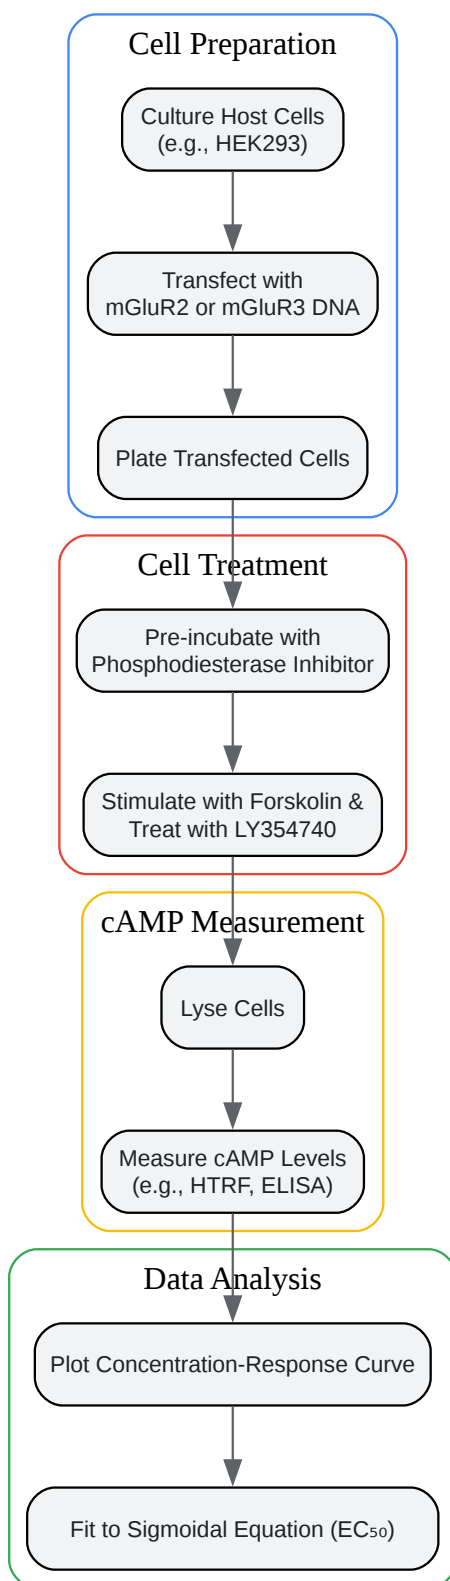 Cell Preparation
Culture Host Cells
(e.g., HEK293)
Transfect with
mGluR2 or mGluR3 DNA
Plate Transfected Cells
Cell Treatment
Pre-incubate with
Phosphodiesterase Inhibitor
Stimulate with Forskolin &
Treat with LY354740
cAMP Measurement
Lyse Cells
Measure cAMP Levels
(e.g., HTRF, ELISA)
Data Analysis
Plot Concentration-Response Curve
Fit to Sigmoidal Equation (EC₅₀)